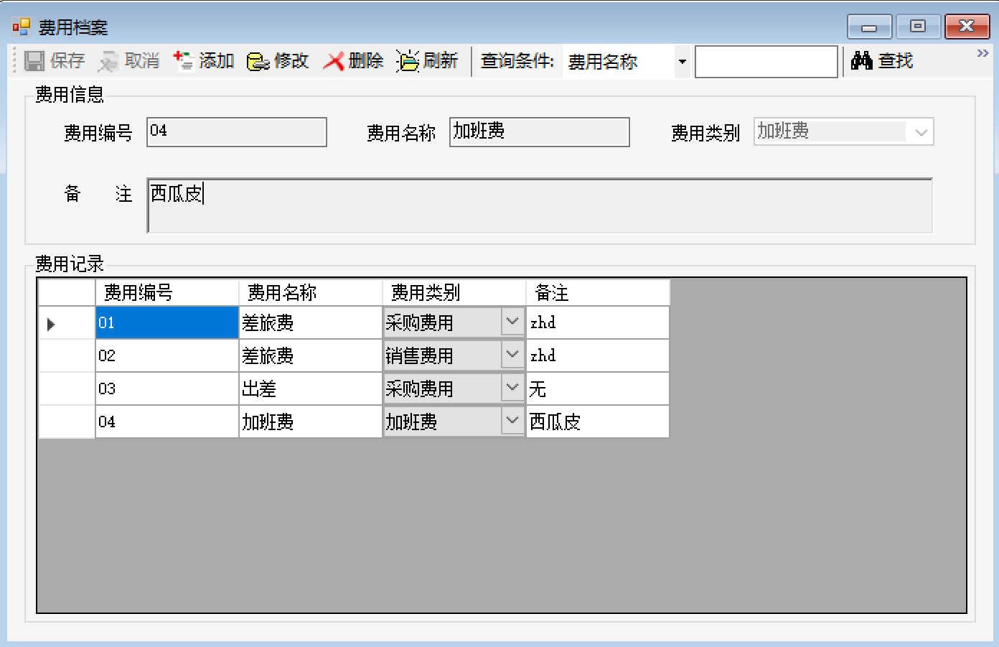 费用档案
保存 取消 添加 修改 删除 刷新 查询条件: 费用名称 查找
费用信息
费用编号 04 费用名称 加班费 费用类别 加班费
备 注 西瓜皮
费用记录
费用编号 费用名称 费用类别 备注
01 差旅费 采购费用 zhd
02 差旅费 销售费用 zhd
03 出差 采购费用 无
04 加班费 加班费 西瓜皮